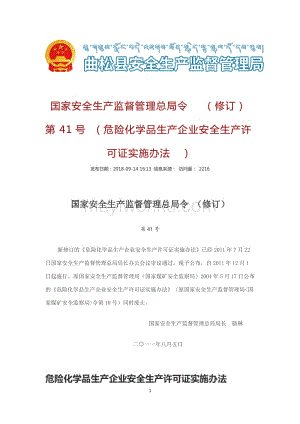 曲松县安全生产监督管理局
国家安全生产监督管理总局令 （修订）
第 41 号 （危险化学品生产企业安全生产许
可证实施办法 ）
发布日期：2018-09-14 16:13 信息来源： 访问量： 2216
国家安全生产监督管理总局令（修订）
第 41 号
新修订的《危险化学品生产企业安全生产许可证实施办法》已经 2011 年 7 月 22
日国家安全生产监督管理总局局长办公会议审议通过，现予公布，自 2011 年 12 月 1
日起施行。原国家安全生产监督管理局（国家煤矿安全监察局）2004 年 5 月 17 日公布
的《危险化学品生产企业安全生产许可证实施办法》（原国家安全生产监督管理局·国
家煤矿安全监察局）令第 10 号）同时废止。
国家安全生产监督管理总局局长 骆琳
二〇一一年八月五日
危险化学品生产企业安全生产许可证实施办法
1